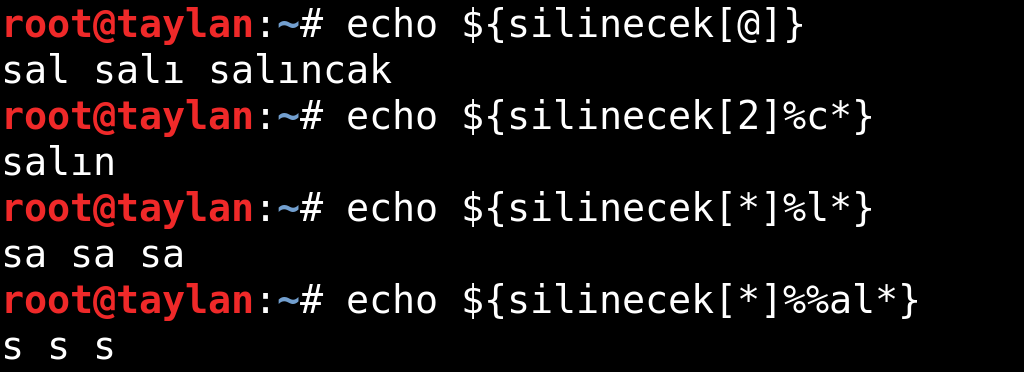 root@taylan:~# echo ${silinecek[@]}
sal salı salıncak
root@taylan:~# echo ${silinecek[2]%c*}
salın
root@taylan:~# echo ${silinecek[*]%l*}
sa sa sa
root@taylan:~# echo ${silinecek[*]%%al*}
s s s